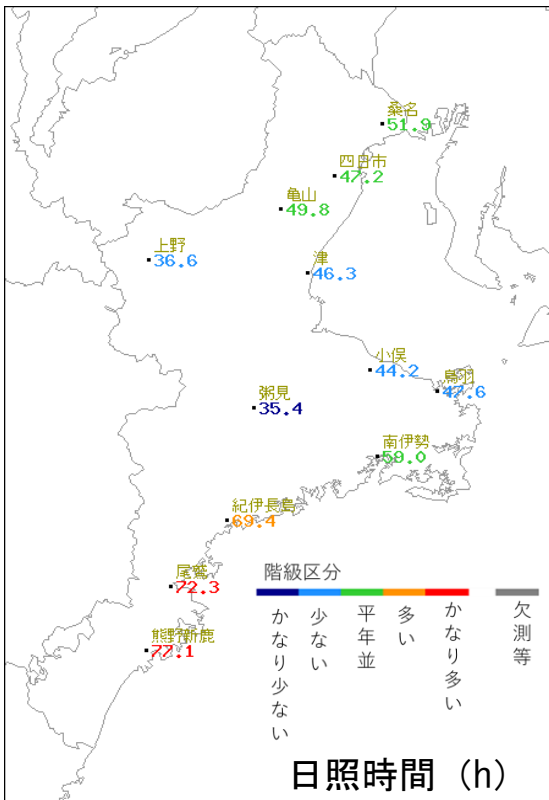 桑名
51.9
四日市
47.2
亀山
49.8
上野
36.6
津
46.3
小俣
44.2
鳥羽
47.6
粥見
35.4
南伊勢
59.0
紀伊長島
69.4
尾鷲
72.3
熊野新鹿
77.1
階級区分
かなり少ない
少ない
平年並
多い
かなり多い
欠測等
日照時間（h）